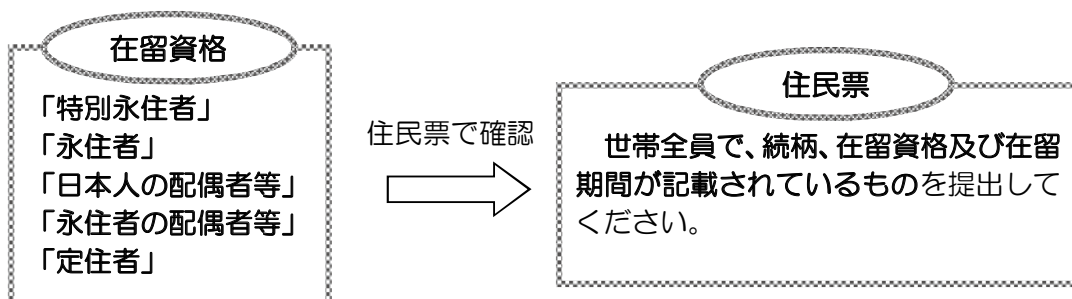 在留資格
「特別永住者」
「永住者」
「日本人の配偶者等」
「永住者の配偶者等」
「定住者」
住民票で確認
住民票
世帯全員で、続柄、在留資格及び在留
期間が記載されているものを提出して
ください。